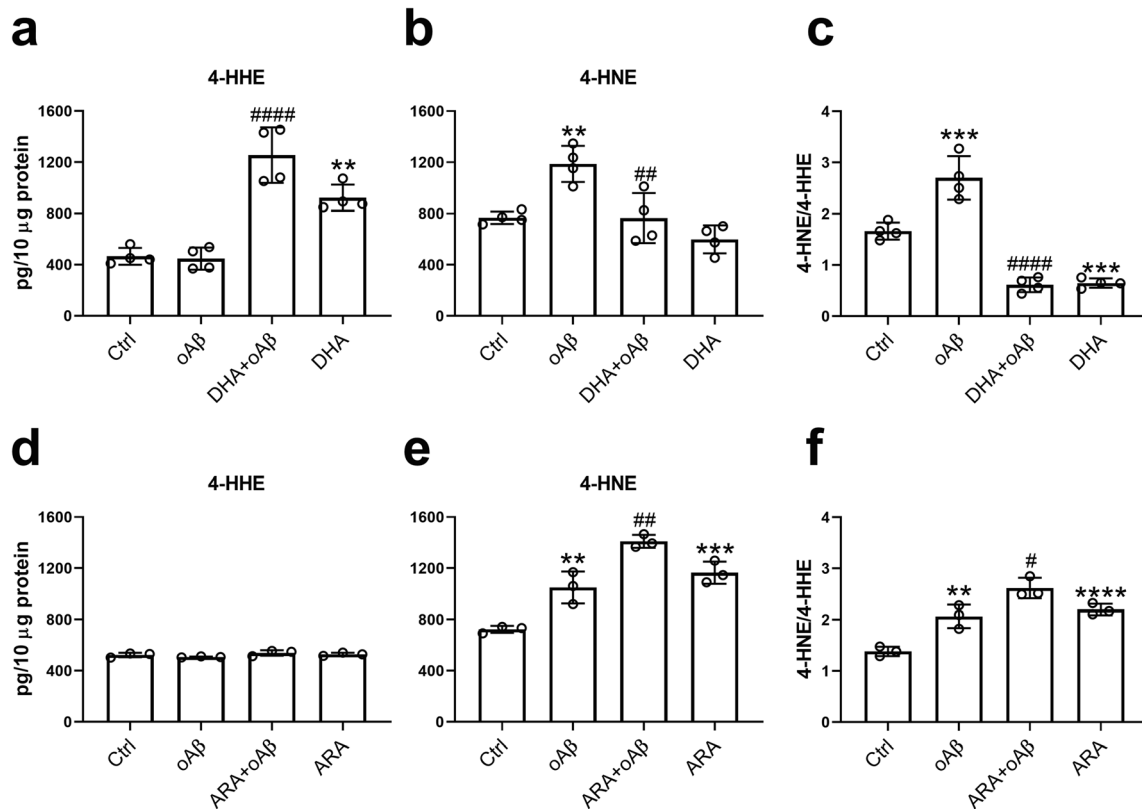 a
4-HHE
pg/10 μg protein
1600
1200
800
400
0
####
**
Ctrl
oAβ
DHA+oAβ
DHA
b
4-HNE
1600
1200
800
400
0
**
##
Ctrl
oAβ
DHA+oAβ
DHA
c
4-HNE/4-HHE
4
3
2
1
0
***
####
***
Ctrl
oAβ
DHA+oAβ
DHA
d
4-HHE
pg/10 μg protein
1600
1200
800
400
0
Ctrl
oAβ
ARA+oAβ
ARA
e
4-HNE
1600
1200
800
400
0
**
##
***
Ctrl
oAβ
ARA+oAβ
ARA
f
4-HNE/4-HHE
4
3
2
1
0
**
#
****
Ctrl
oAβ
ARA+oAβ
ARA